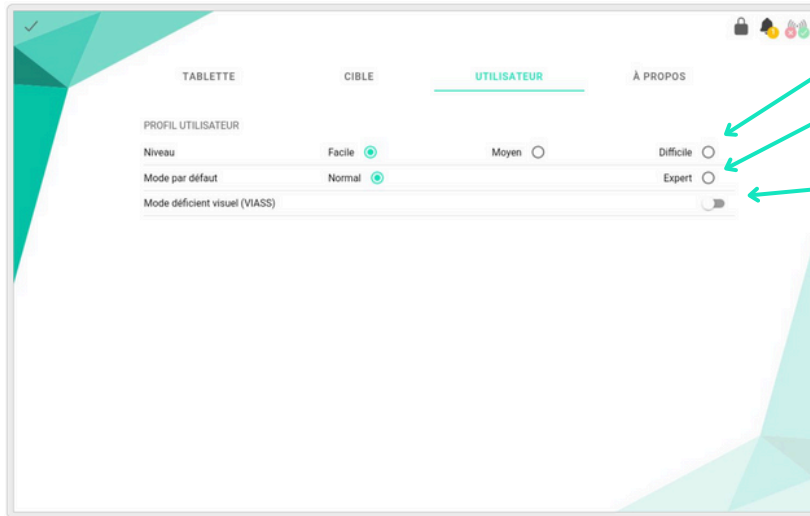 TABLETTE CIBLE UTILISATEUR À PROPOS
PROFIL UTILISATEUR
Niveau Facile Moyen Difficile
Mode par défaut Normal Expert
Mode déficient visuel (VIASS)